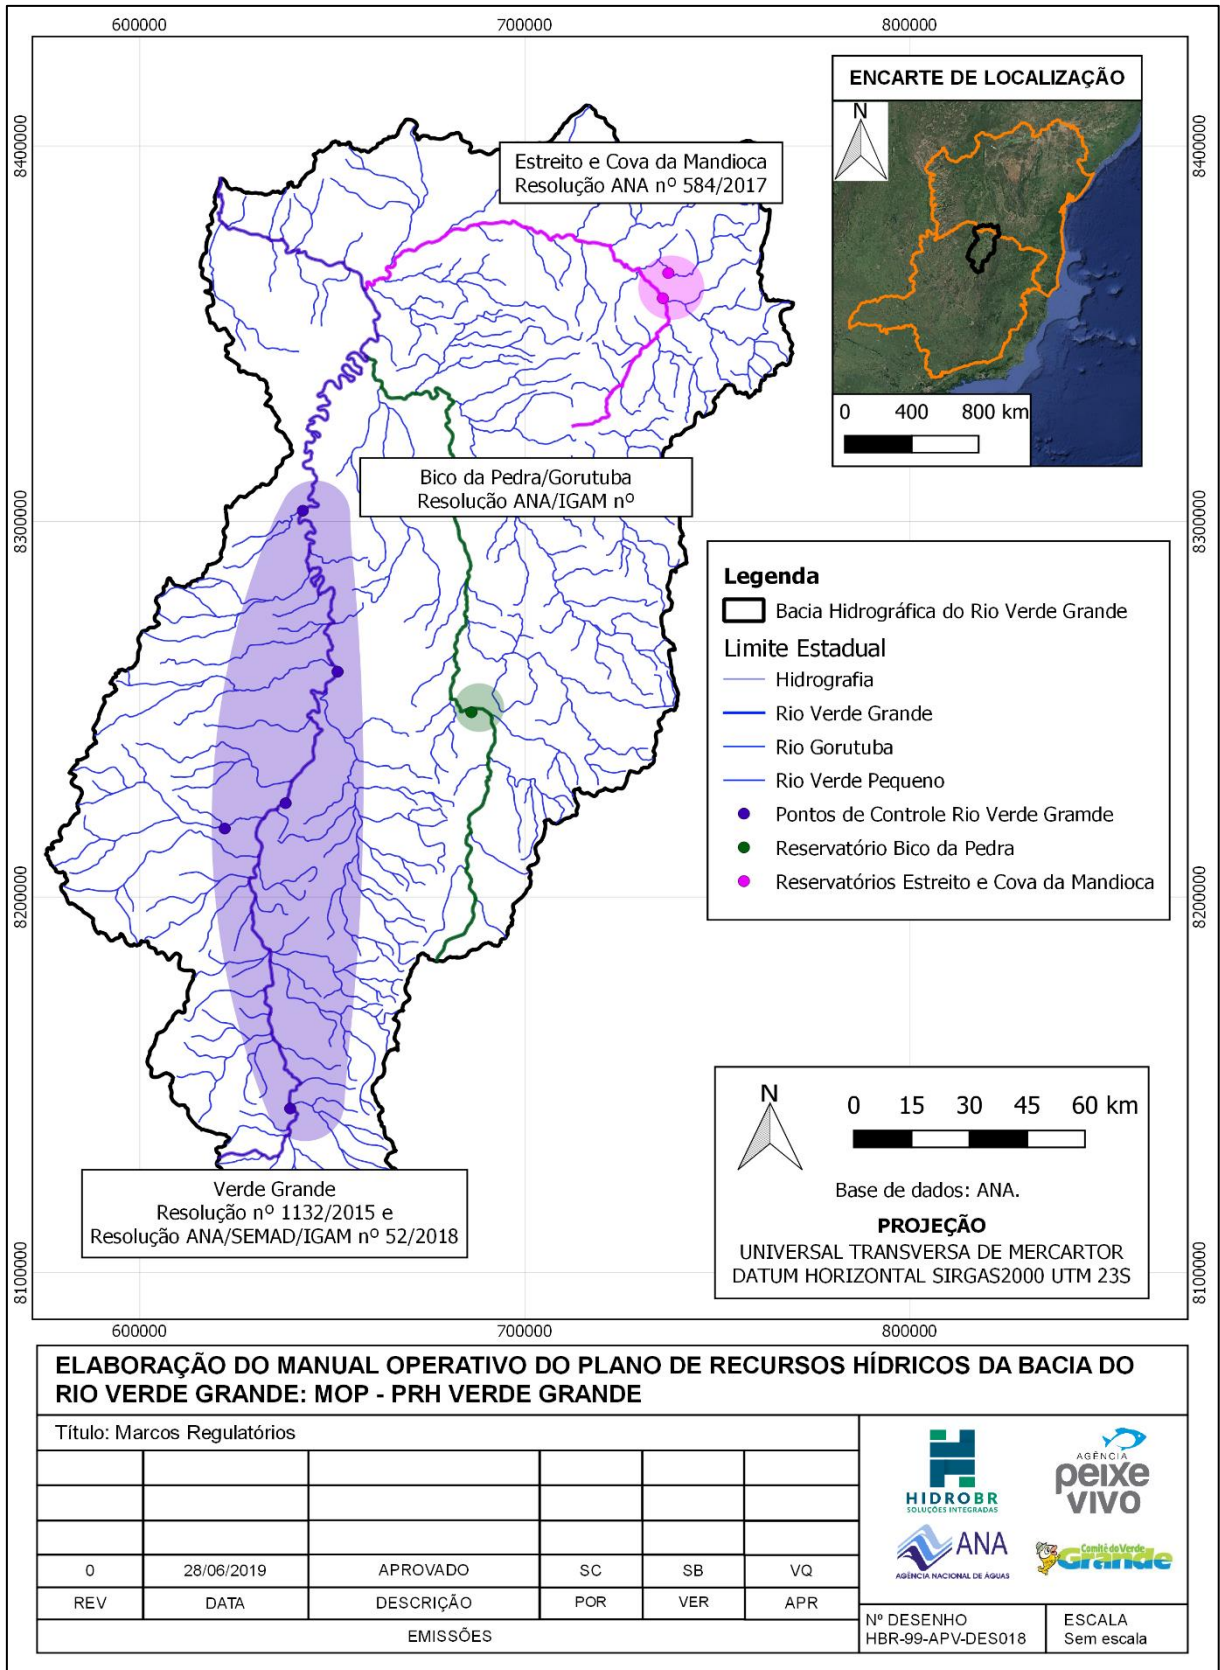 600000
700000
800000
8400000
8400000
ENCARTE DE LOCALIZAÇÃO
N
0 400 800 km
Estreito e Cova da Mandioca
Resolução ANA nº 584/2017
Bico da Pedra/Gorutuba
Resolução ANA/IGAM nº
8300000
8300000
Legenda
Bacia Hidrográfica do Rio Verde Grande
Limite Estadual
Hidrografia
Rio Verde Grande
Rio Gorutuba
Rio Verde Pequeno
Pontos de Controle Rio Verde Gramde
Reservatório Bico da Pedra
Reservatórios Estreito e Cova da Mandioca
8200000
8200000
Verde Grande
Resolução nº 1132/2015 e
Resolução ANA/SEMAD/IGAM nº 52/2018
N
0 15 30 45 60 km
Base de dados: ANA.
PROJEÇÃO
UNIVERSAL TRANSVERSA DE MERCARTOR
DATUM HORIZONTAL SIRGAS2000 UTM 23S
8100000
8100000
600000
700000
800000
ELABORAÇÃO DO MANUAL OPERATIVO DO PLANO DE RECURSOS HÍDRICOS DA BACIA DO
RIO VERDE GRANDE: MOP - PRH VERDE GRANDE
Título: Marcos Regulatórios
0 28/06/2019 APROVADO SC SB VQ
REV DATA DESCRIÇÃO POR VER APR
EMISSÕES
HIDROBR
SOLUÇÕES INTEGRADAS
AGÊNCIA
peixe
vivo
ANA
AGÊNCIA NACIONAL DE ÁGUAS
Comitê do Verde
Grande
Nº DESENHO
HBR-99-APV-DES018
ESCALA
Sem escala